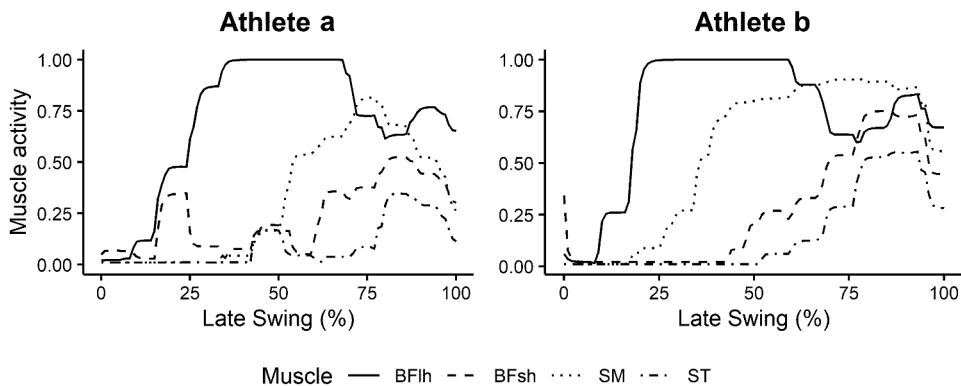 Athlete a
Athlete b
Muscle activity
1.00
0.75
0.50
0.25
0.00
1.00
0.75
0.50
0.25
0.00
0 25 50 75 100
0 25 50 75 100
Late Swing (%)
Late Swing (%)
Muscle BFlh BFsh SM ST